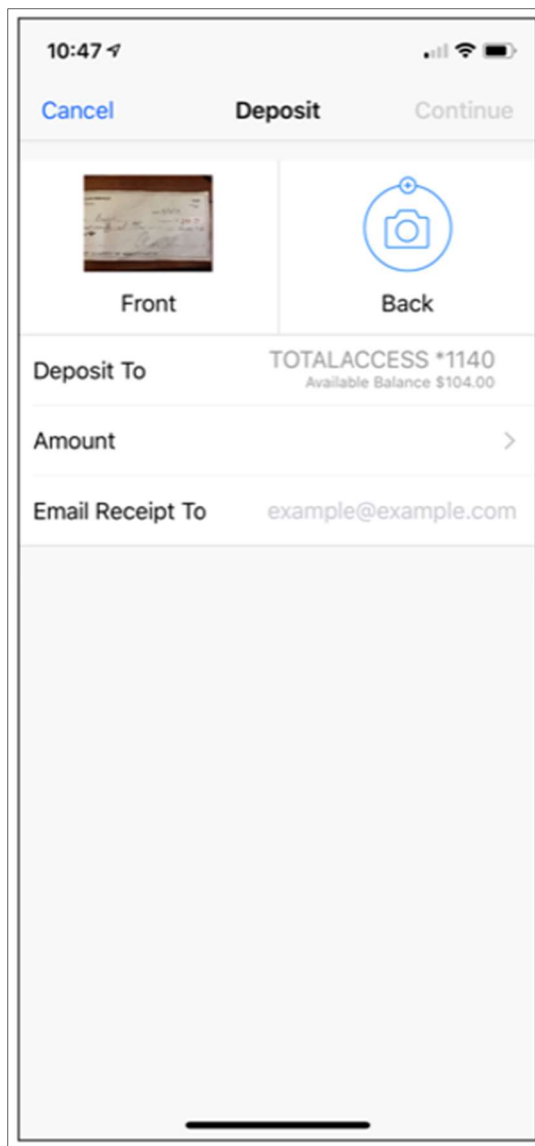 10:47
Cancel Deposit Continue
Front Back
Deposit To TOTALACCESS *1140
Available Balance $104.00
Amount
Email Receipt To example@example.com